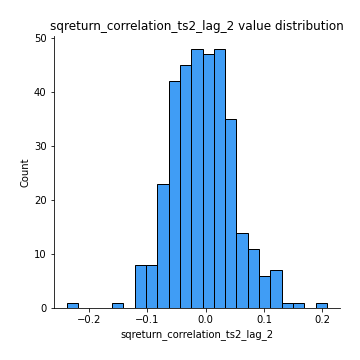 sqreturn_correlation_ts2_lag_2 value distribution
50
40
30
20
10
0
Count
−0.2 −0.1 0.0 0.1 0.2
sqreturn_correlation_ts2_lag_2